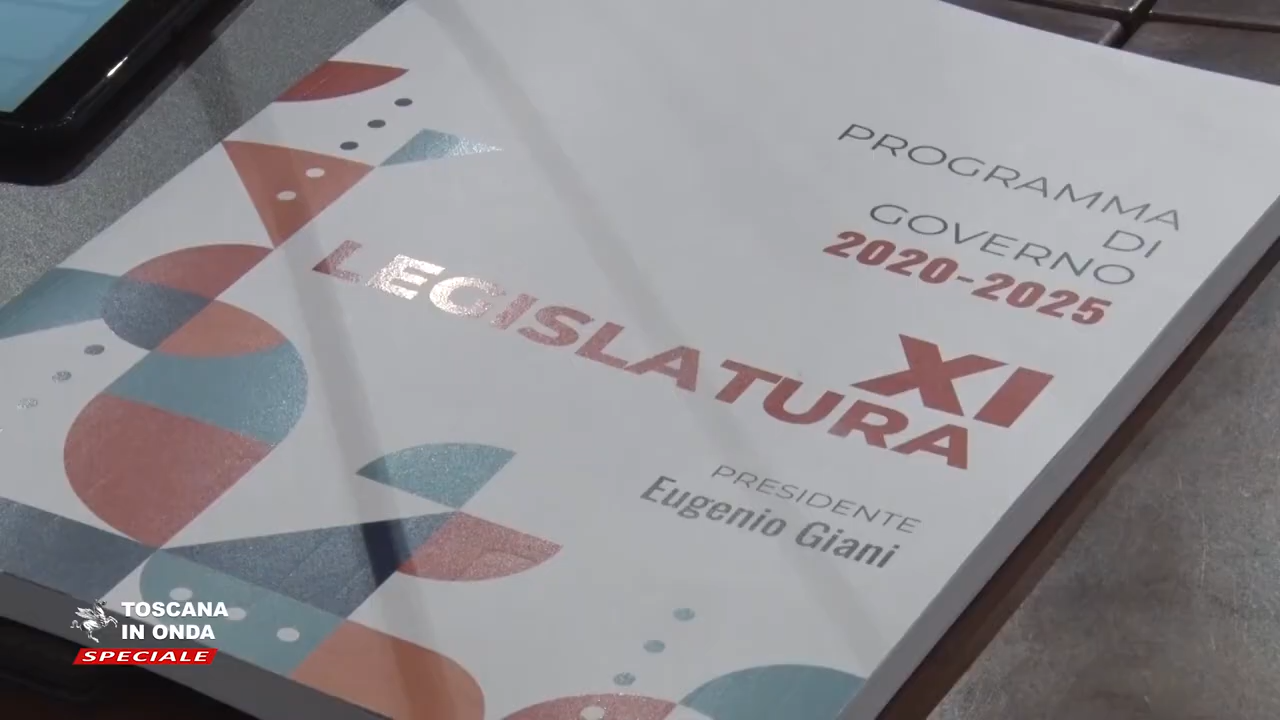 PROGRAMMA
DI
GOVERNO
2020-2025
XI
LEGISLATURA
PRESIDENTE
Eugenio Giani
TOSCANA
IN ONDA
SPECIALE